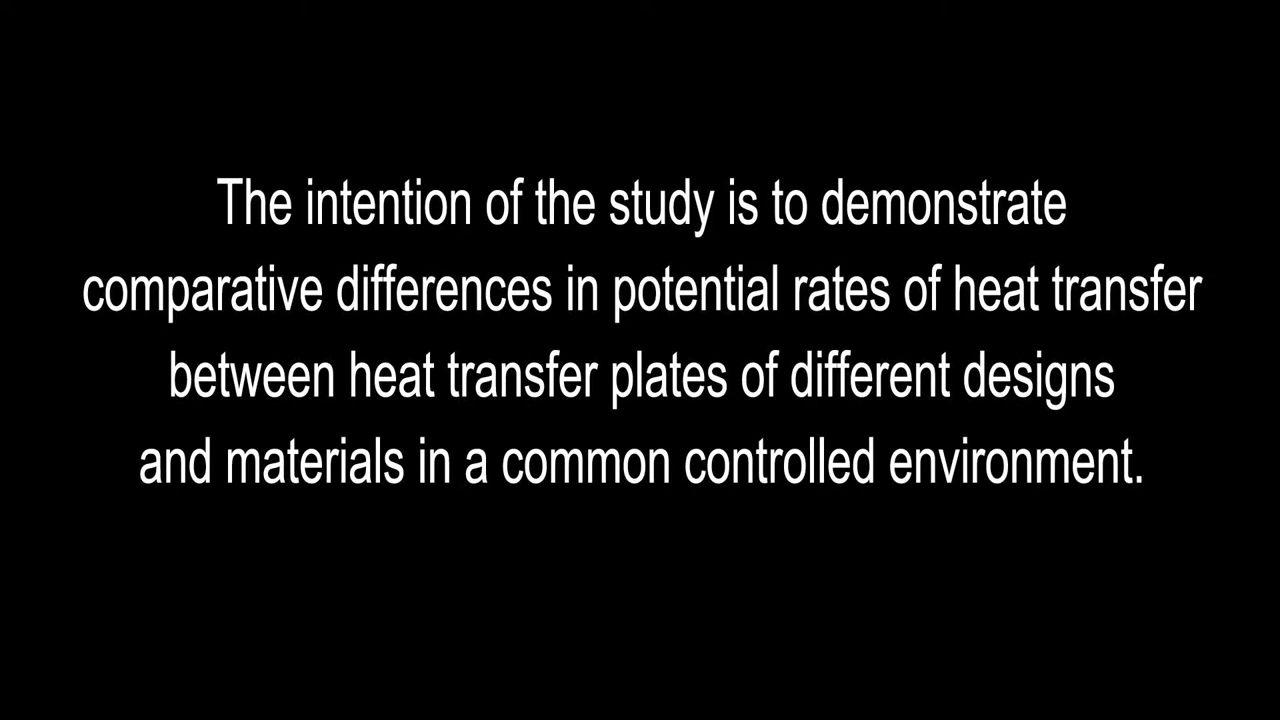 The intention of the study is to demonstrate
comparative differences in potential rates of heat transfer
between heat transfer plates of different designs
and materials in a common controlled environment.